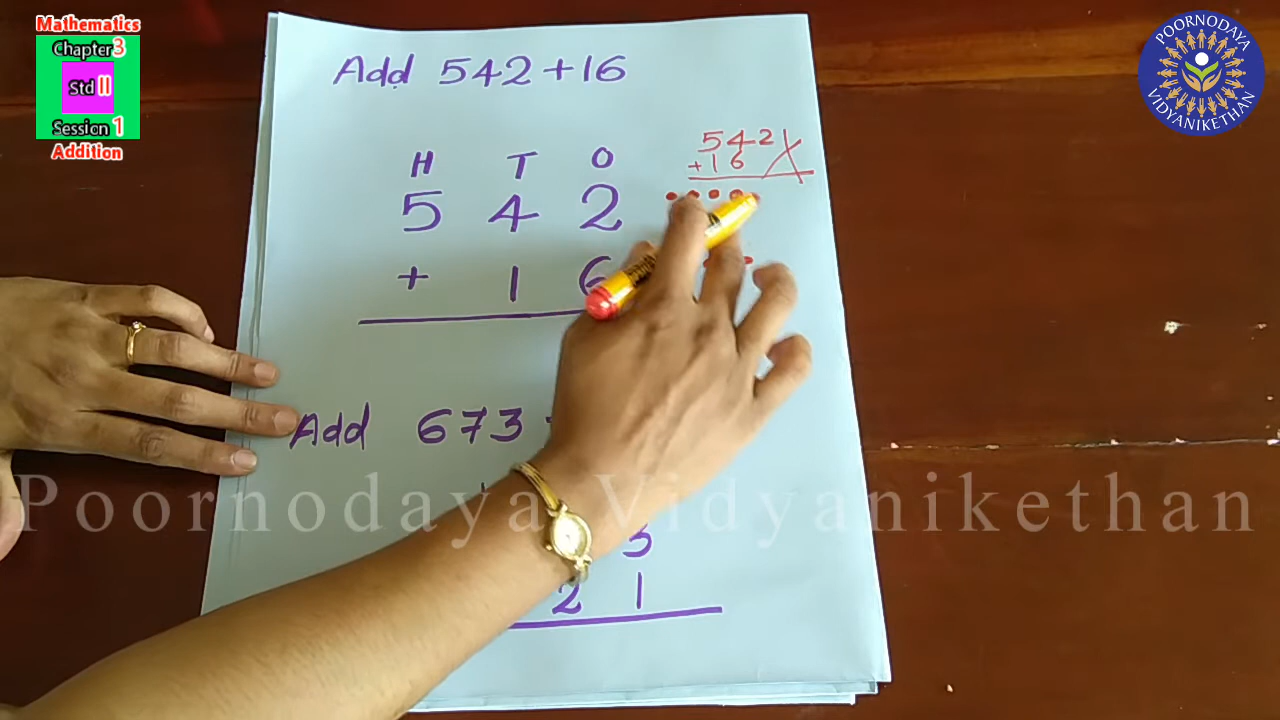 Mathematics
Chapter 3
Std II
Session 1
Addition
POORNODAYA
VIDYANIKETHAN
Add 542+16
542
+16
H T O
5 4 2
+ 1 6
Add 673
3
2 1
Poornodaya Vidyanikethan